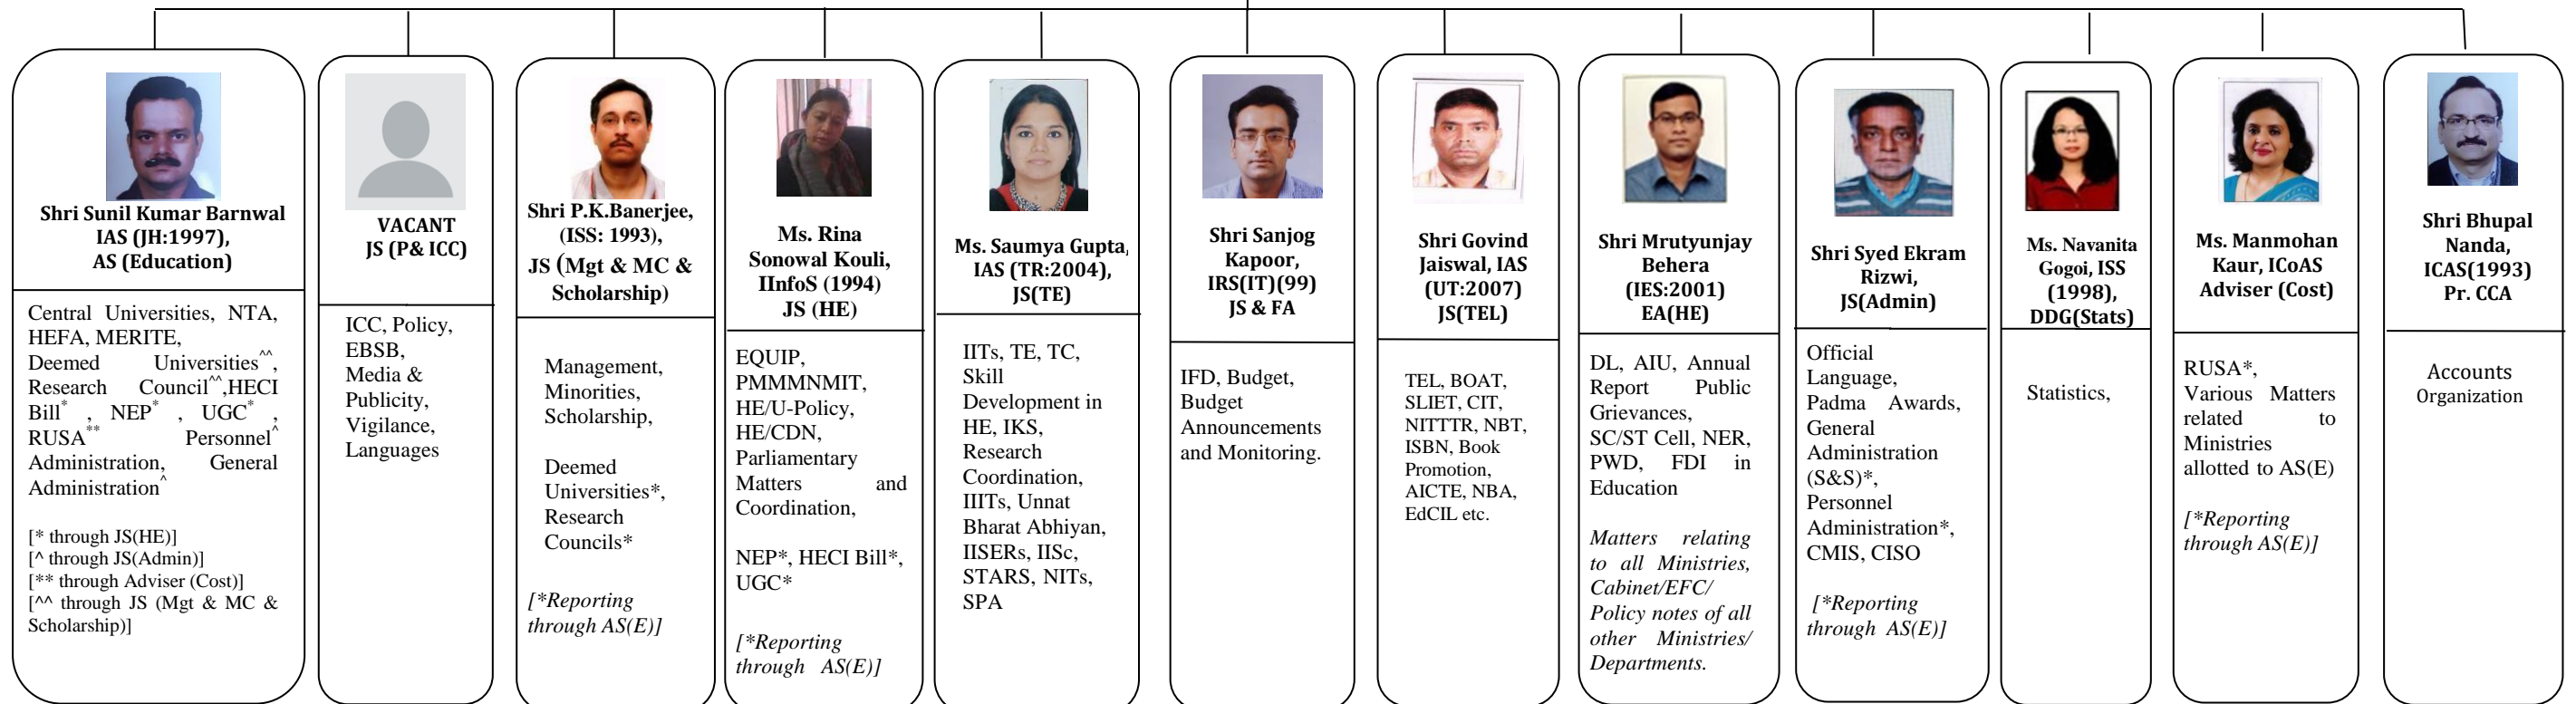 Shri Sunil Kumar Barnwal
IAS (JH:1997),
AS (Education)
Central Universities, NTA,
HEFA, MERITE,
Deemed Universities^^,
Research Council^^,HECI
Bill* , NEP* , UGC* ,
RUSA** Personnel^
Administration, General
Administration^
[* through JS(HE)]
[^ through JS(Admin)]
[** through Adviser (Cost)]
[^^ through JS (Mgt & MC &
Scholarship)]
VACANT
JS (P& ICC)
ICC, Policy,
EBSB,
Media &
Publicity,
Vigilance,
Languages
Shri P.K.Banerjee,
(ISS: 1993),
JS (Mgt & MC &
Scholarship)
Management,
Minorities,
Scholarship,
Deemed
Universities*,
Research
Councils*
[*Reporting
through AS(E)]
Ms. Rina
Sonowal Kouli,
IInfoS (1994)
JS (HE)
EQUIP,
PMMMNMIT,
HE/U-Policy,
HE/CDN,
Parliamentary
Matters and
Coordination,
NEP*, HECI Bill*,
UGC*
[*Reporting
through AS(E)]
Ms. Saumya Gupta,
IAS (TR:2004),
JS(TE)
IITs, TE, TC,
Skill
Development in
HE, IKS,
Research
Coordination,
IIITs, Unnat
Bharat Abhiyan,
IISERs, IISc,
STARS, NITs,
SPA
Shri Sanjog
Kapoor,
IRS(IT)(99)
JS & FA
IFD, Budget,
Budget
Announcements
and Monitoring.
Shri Govind
Jaiswal, IAS
(UT:2007)
JS(TEL)
TEL, BOAT,
SLIET, CIT,
NITTTR, NBT,
ISBN, Book
Promotion,
AICTE, NBA,
EdCIL etc.
Shri Mrutyunjay
Behera
(IES:2001)
EA(HE)
DL, AIU, Annual
Report Public
Grievances,
SC/ST Cell, NER,
PWD, FDI in
Education
Matters relating
to all Ministries,
Cabinet/EFC/
Policy notes of all
other Ministries/
Departments.
Shri Syed Ekram
Rizwi,
JS(Admin)
Official
Language,
Padma Awards,
General
Administration
(S&S)*,
Personnel
Administration*,
CMIS, CISO
[*Reporting
through AS(E)]
Ms. Navanita
Gogoi, ISS
(1998),
DDG(Stats)
Statistics,
Ms. Manmohan
Kaur, ICoAS
Adviser (Cost)
RUSA*,
Various Matters
related to
Ministries
allotted to AS(E)
[*Reporting
through AS(E)]
Shri Bhupal
Nanda,
ICAS(1993)
Pr. CCA
Accounts
Organization